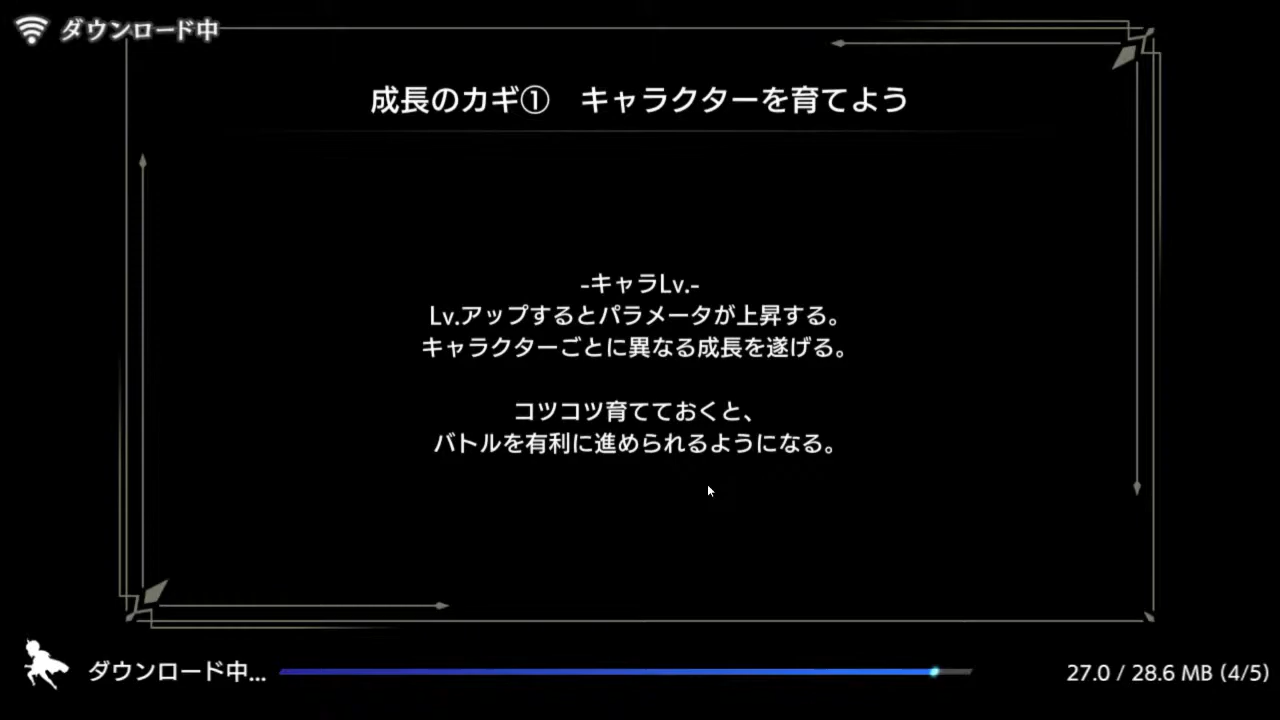 ダウンロード中
成長のカギ① キャラクターを育てよう
-キャラLv.-
Lv.アップするとパラメータが上昇する。
キャラクターごとに異なる成長を遂げる。
コツコツ育てておくと、
バトルを有利に進められるようになる。
ダウンロード中...
27.0 / 28.6 MB (4/5)